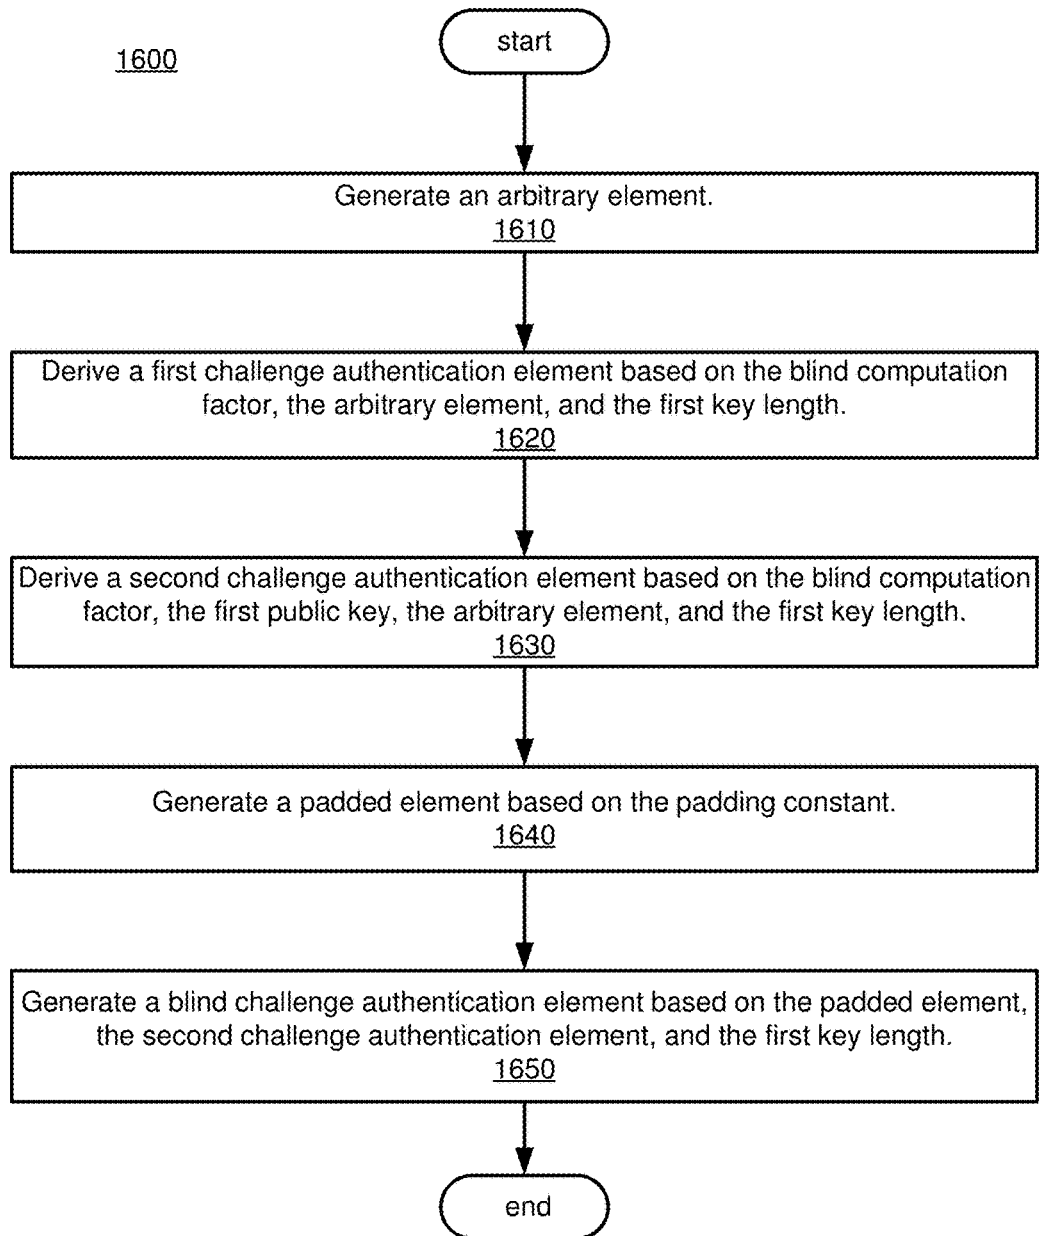 1600
start
Generate an arbitrary element.
1610
Derive a first challenge authentication element based on the blind computation
factor, the arbitrary element, and the first key length.
1620
Derive a second challenge authentication element based on the blind computation
factor, the first public key, the arbitrary element, and the first key length.
1630
Generate a padded element based on the padding constant.
1640
Generate a blind challenge authentication element based on the padded element,
the second challenge authentication element, and the first key length.
1650
end